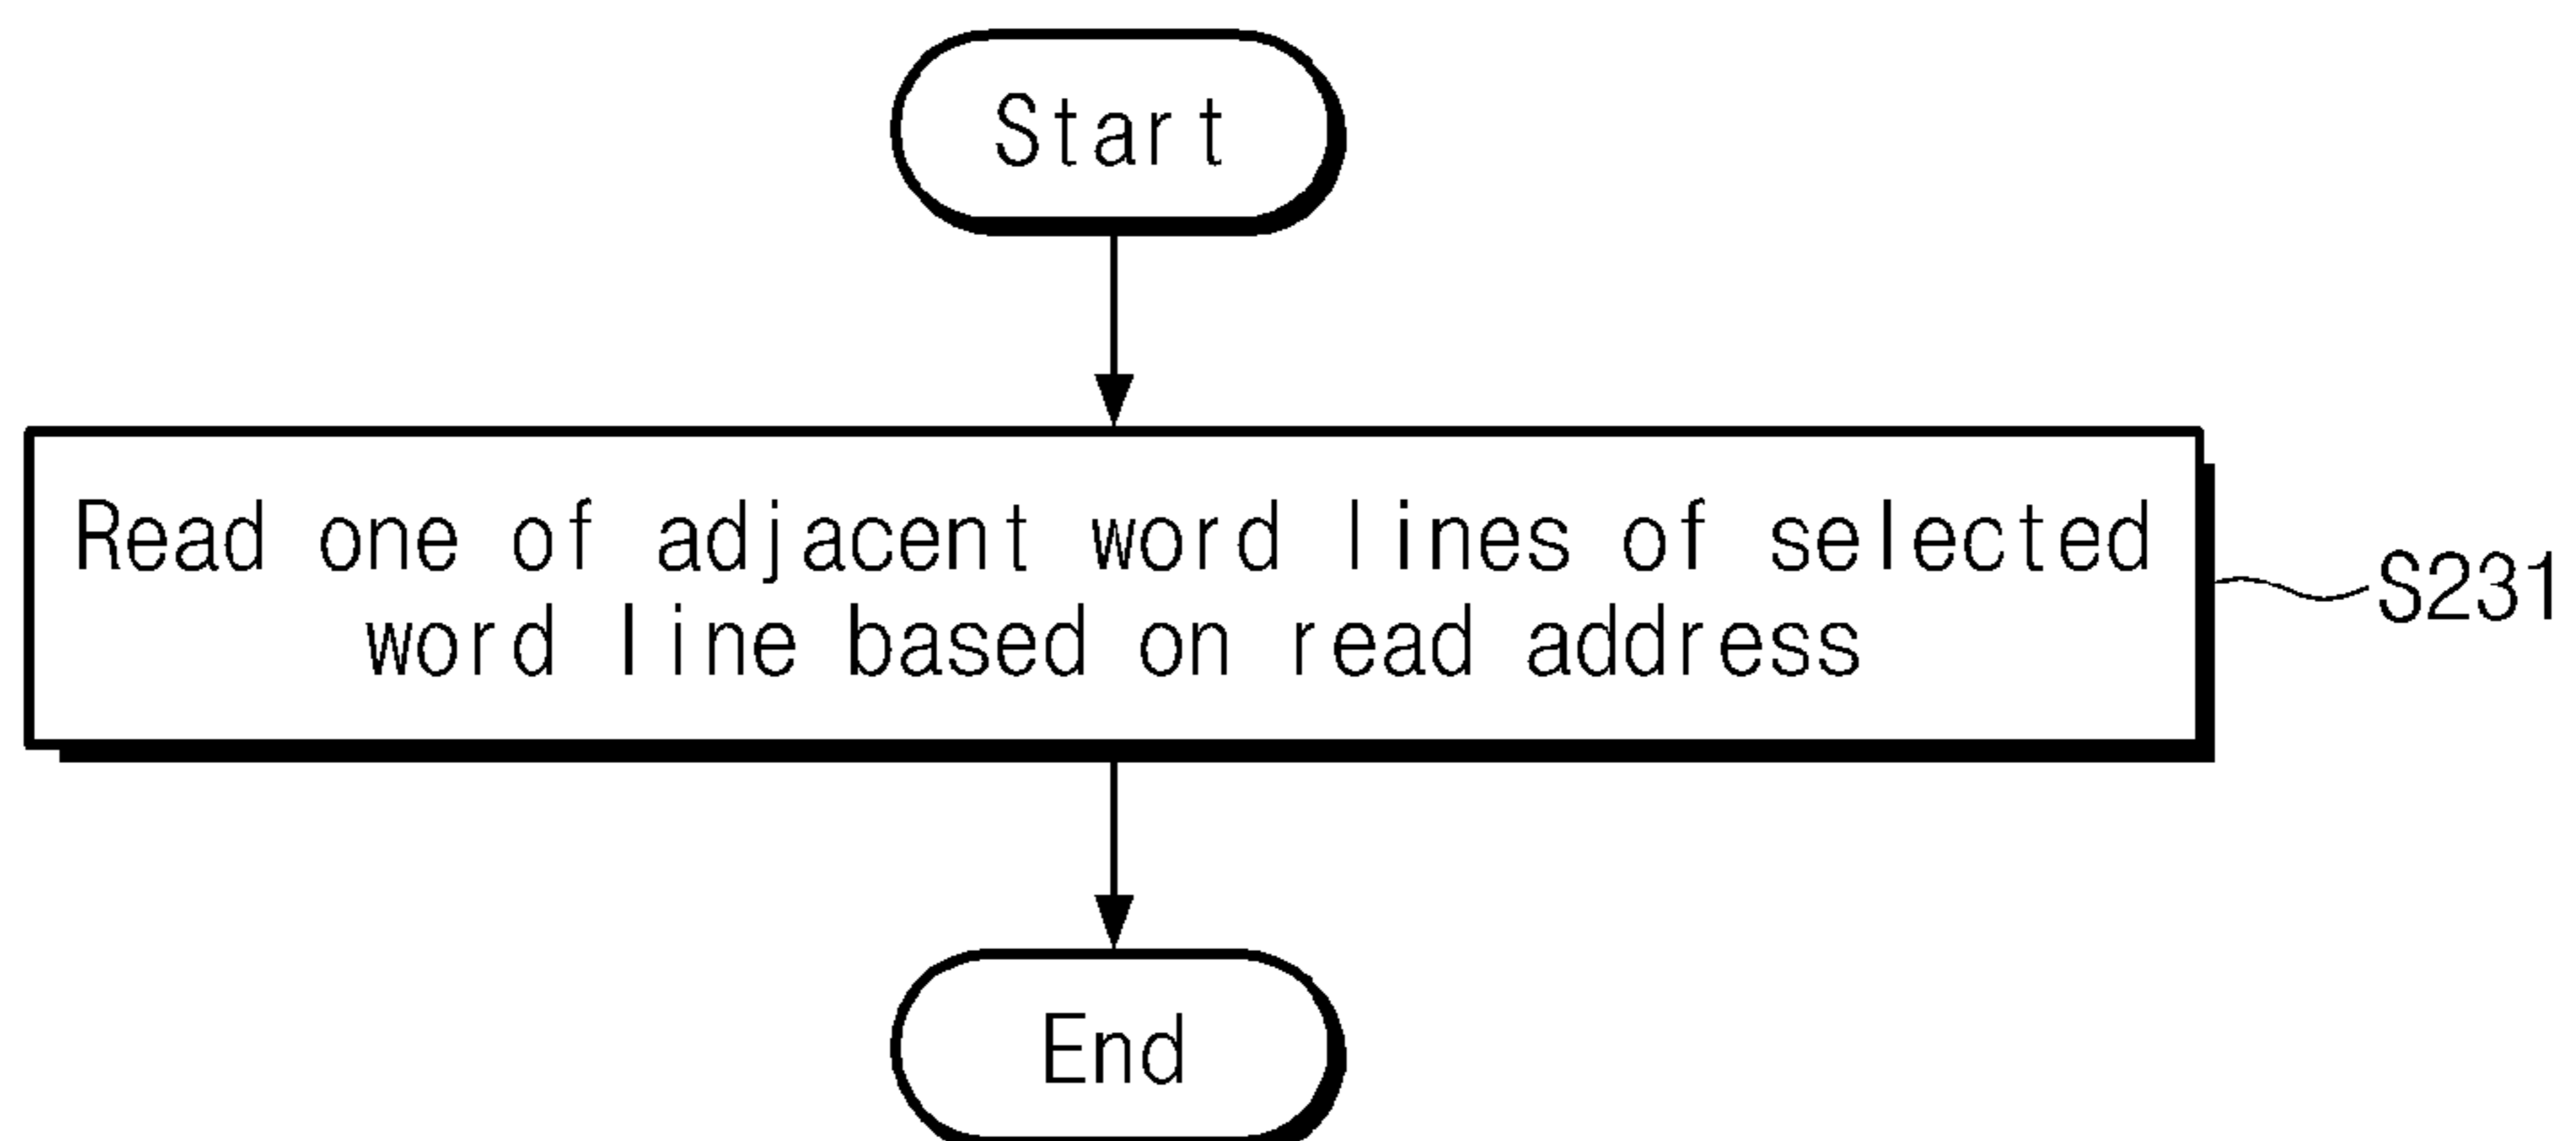 Start
Read one of adjacent word lines of selected
word line based on read address
S231
End